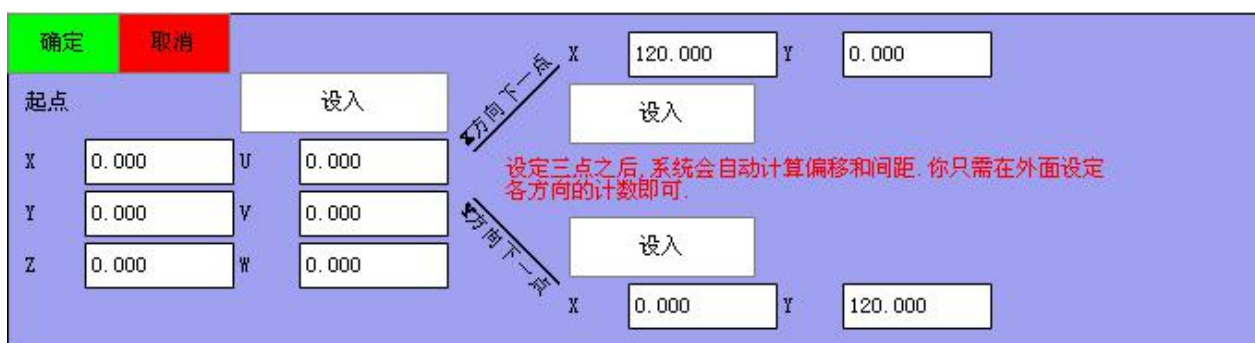 确定 取消
X 120.000 Y 0.000
X方向下一点
起点 设入
设入
X 0.000 U 0.000
设定三点之后,系统会自动计算偏移和间距.你只需在外面设定
各方向的计数即可.
Y 0.000 V 0.000
Y方向下一点
设入
Z 0.000 W 0.000
X 0.000 Y 120.000